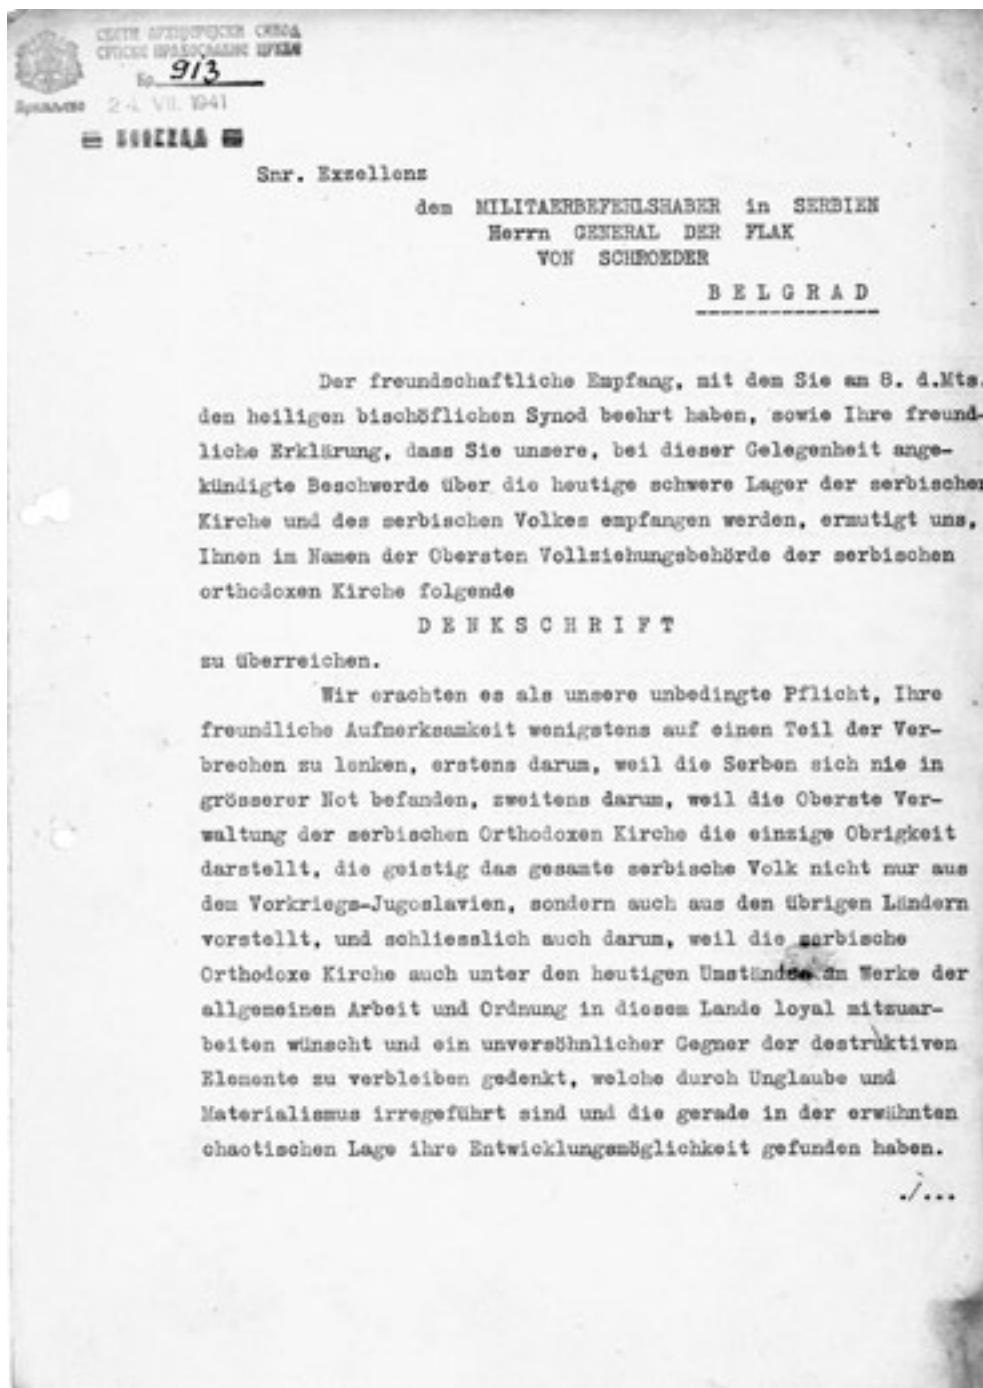 СВЕТИ АРХИЈЕРЕЈСКИ СИНОД
СРПСКЕ ПРАВОСЛАВНЕ ЦРКВЕ
Бр. 913
24. VII. 1941
= БЕОГРАД =
Snr. Exzellenz
dem MILITAERBEFEHLSHABER in SERBIEN
Herrn GENERAL DER FLAK
VON SCHROEDER
BELGRAD
Der freundschaftliche Empfang, mit dem Sie am 8. d.Mts.
den heiligen bischöflichen Synod beehrt haben, sowie Ihre freund-
liche Erklärung, dass Sie unsere, bei dieser Gelegenheit ange-
kündigte Beschwerde über die heutige schwere Lager der serbischen
Kirche und des serbischen Volkes empfangen werden, ermutigt uns,
Ihnen im Namen der Obersten Vollziehungsbehörde der serbischen
orthodoxen Kirche folgende
DENKSCHRIFT
zu überreichen.
Wir erachten es als unsere unbedingte Pflicht, Ihre
freundliche Aufmerksamkeit wenigstens auf einen Teil der Ver-
brechen zu lenken, erstens darum, weil die Serben sich nie in
grösserer Not befanden, zweitens darum, weil die Oberste Ver-
waltung der serbischen Orthodoxen Kirche die einzige Obrigkeit
darstellt, die geistig das gesamte serbische Volk nicht nur aus
dem Vorkriegs-Jugoslavien, sondern auch aus den übrigen Ländern
vorstellt, und schliesslich auch darum, weil die serbische
Orthodoxe Kirche auch unter den heutigen Umständen am Werke der
allgemeinen Arbeit und Ordnung in diesem Lande loyal mitzuar-
beiten wünscht und ein unversöhnlicher Gegner der destruktiven
Elemente zu verbleiben gedenkt, welche durch Unglaube und
Materialismus irregeführt sind und die gerade in der erwähnten
chaotischen Lage ihre Entwicklungsmöglichkeit gefunden haben.
./...